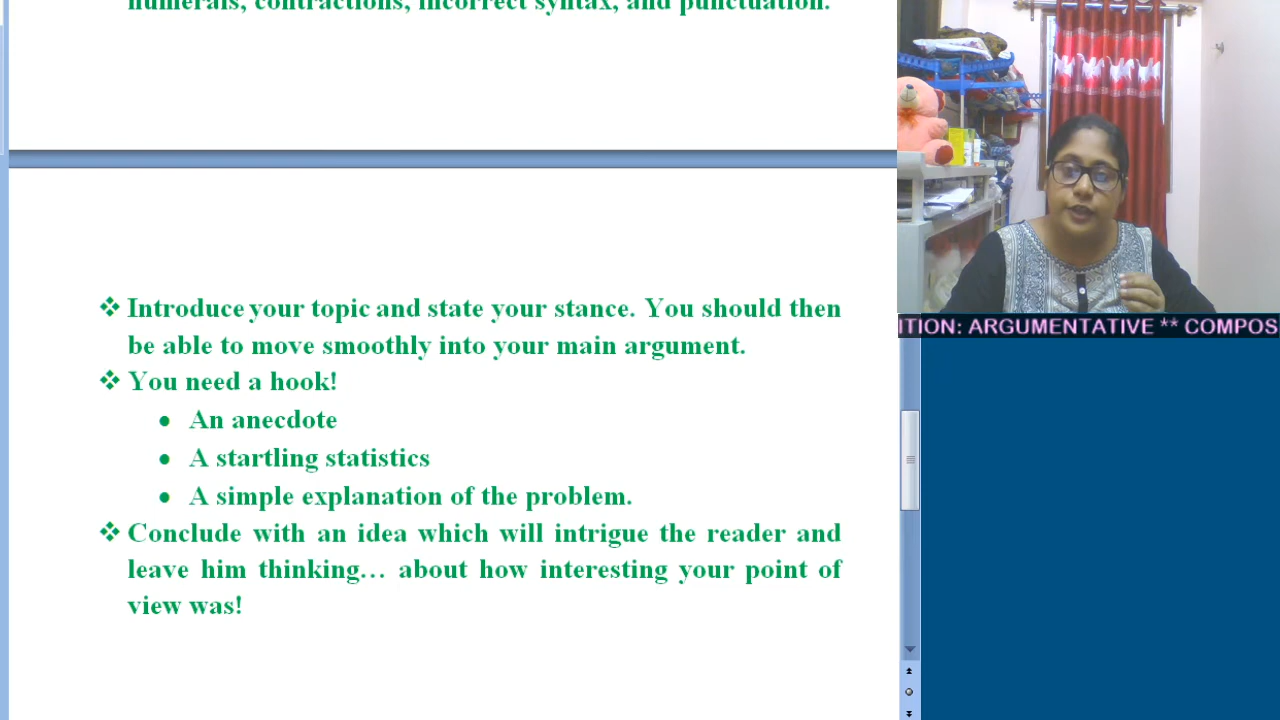 numerals, contractions, incorrect syntax, and punctuation.
❖ Introduce your topic and state your stance. You should then
be able to move smoothly into your main argument.
❖ You need a hook!
• An anecdote
• A startling statistics
• A simple explanation of the problem.
❖ Conclude with an idea which will intrigue the reader and
leave him thinking… about how interesting your point of
view was!
ITION: ARGUMENTATIVE ** COMPOS